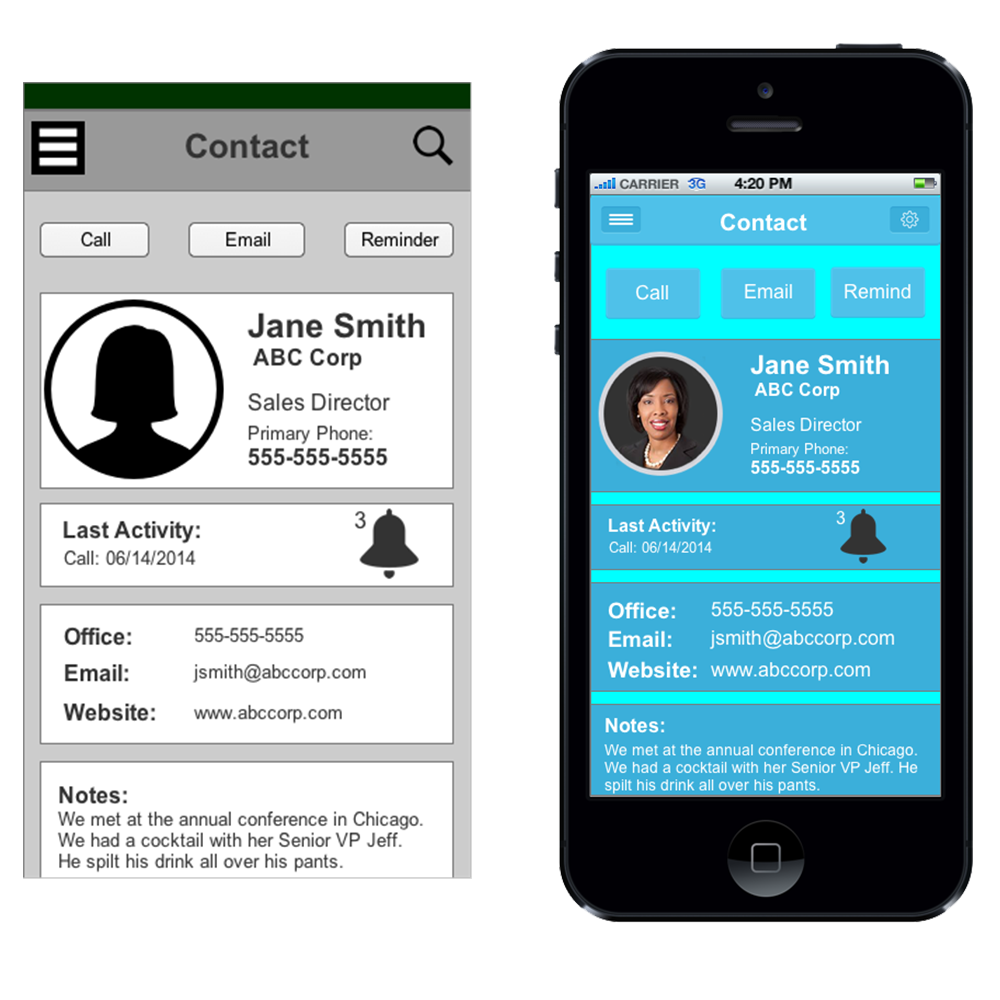 Contact
Call Email Reminder
Jane Smith
ABC Corp
Sales Director
Primary Phone:
555-555-5555
Last Activity:
Call: 06/14/2014
3
Office: 555-555-5555
Email: jsmith@abccorp.com
Website: www.abccorp.com
Notes:
We met at the annual conference in Chicago.
We had a cocktail with her Senior VP Jeff.
He spilt his drink all over his pants.
CARRIER 3G 4:20 PM
Contact
Call Email Remind
Jane Smith
ABC Corp
Sales Director
Primary Phone:
555-555-5555
Last Activity:
Call: 06/14/2014
3
Office: 555-555-5555
Email: jsmith@abccorp.com
Website: www.abccorp.com
Notes:
We met at the annual conference in Chicago.
We had a cocktail with her Senior VP Jeff. He
spilt his drink all over his pants.